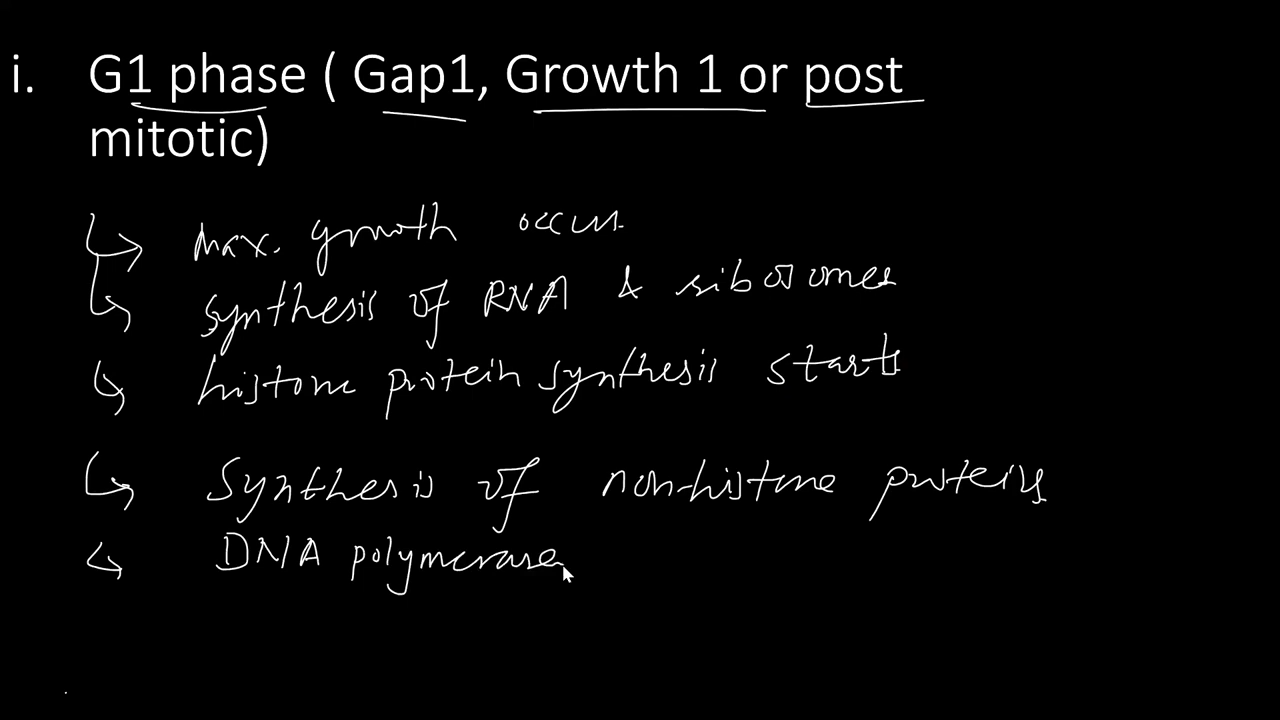 i. G1 phase ( Gap1, Growth 1 or post
mitotic)
max. growth occurs
synthesis of RNA & ribosomes
histone protein synthesis starts
Synthesis of non-histone proteins
DNA polymerase